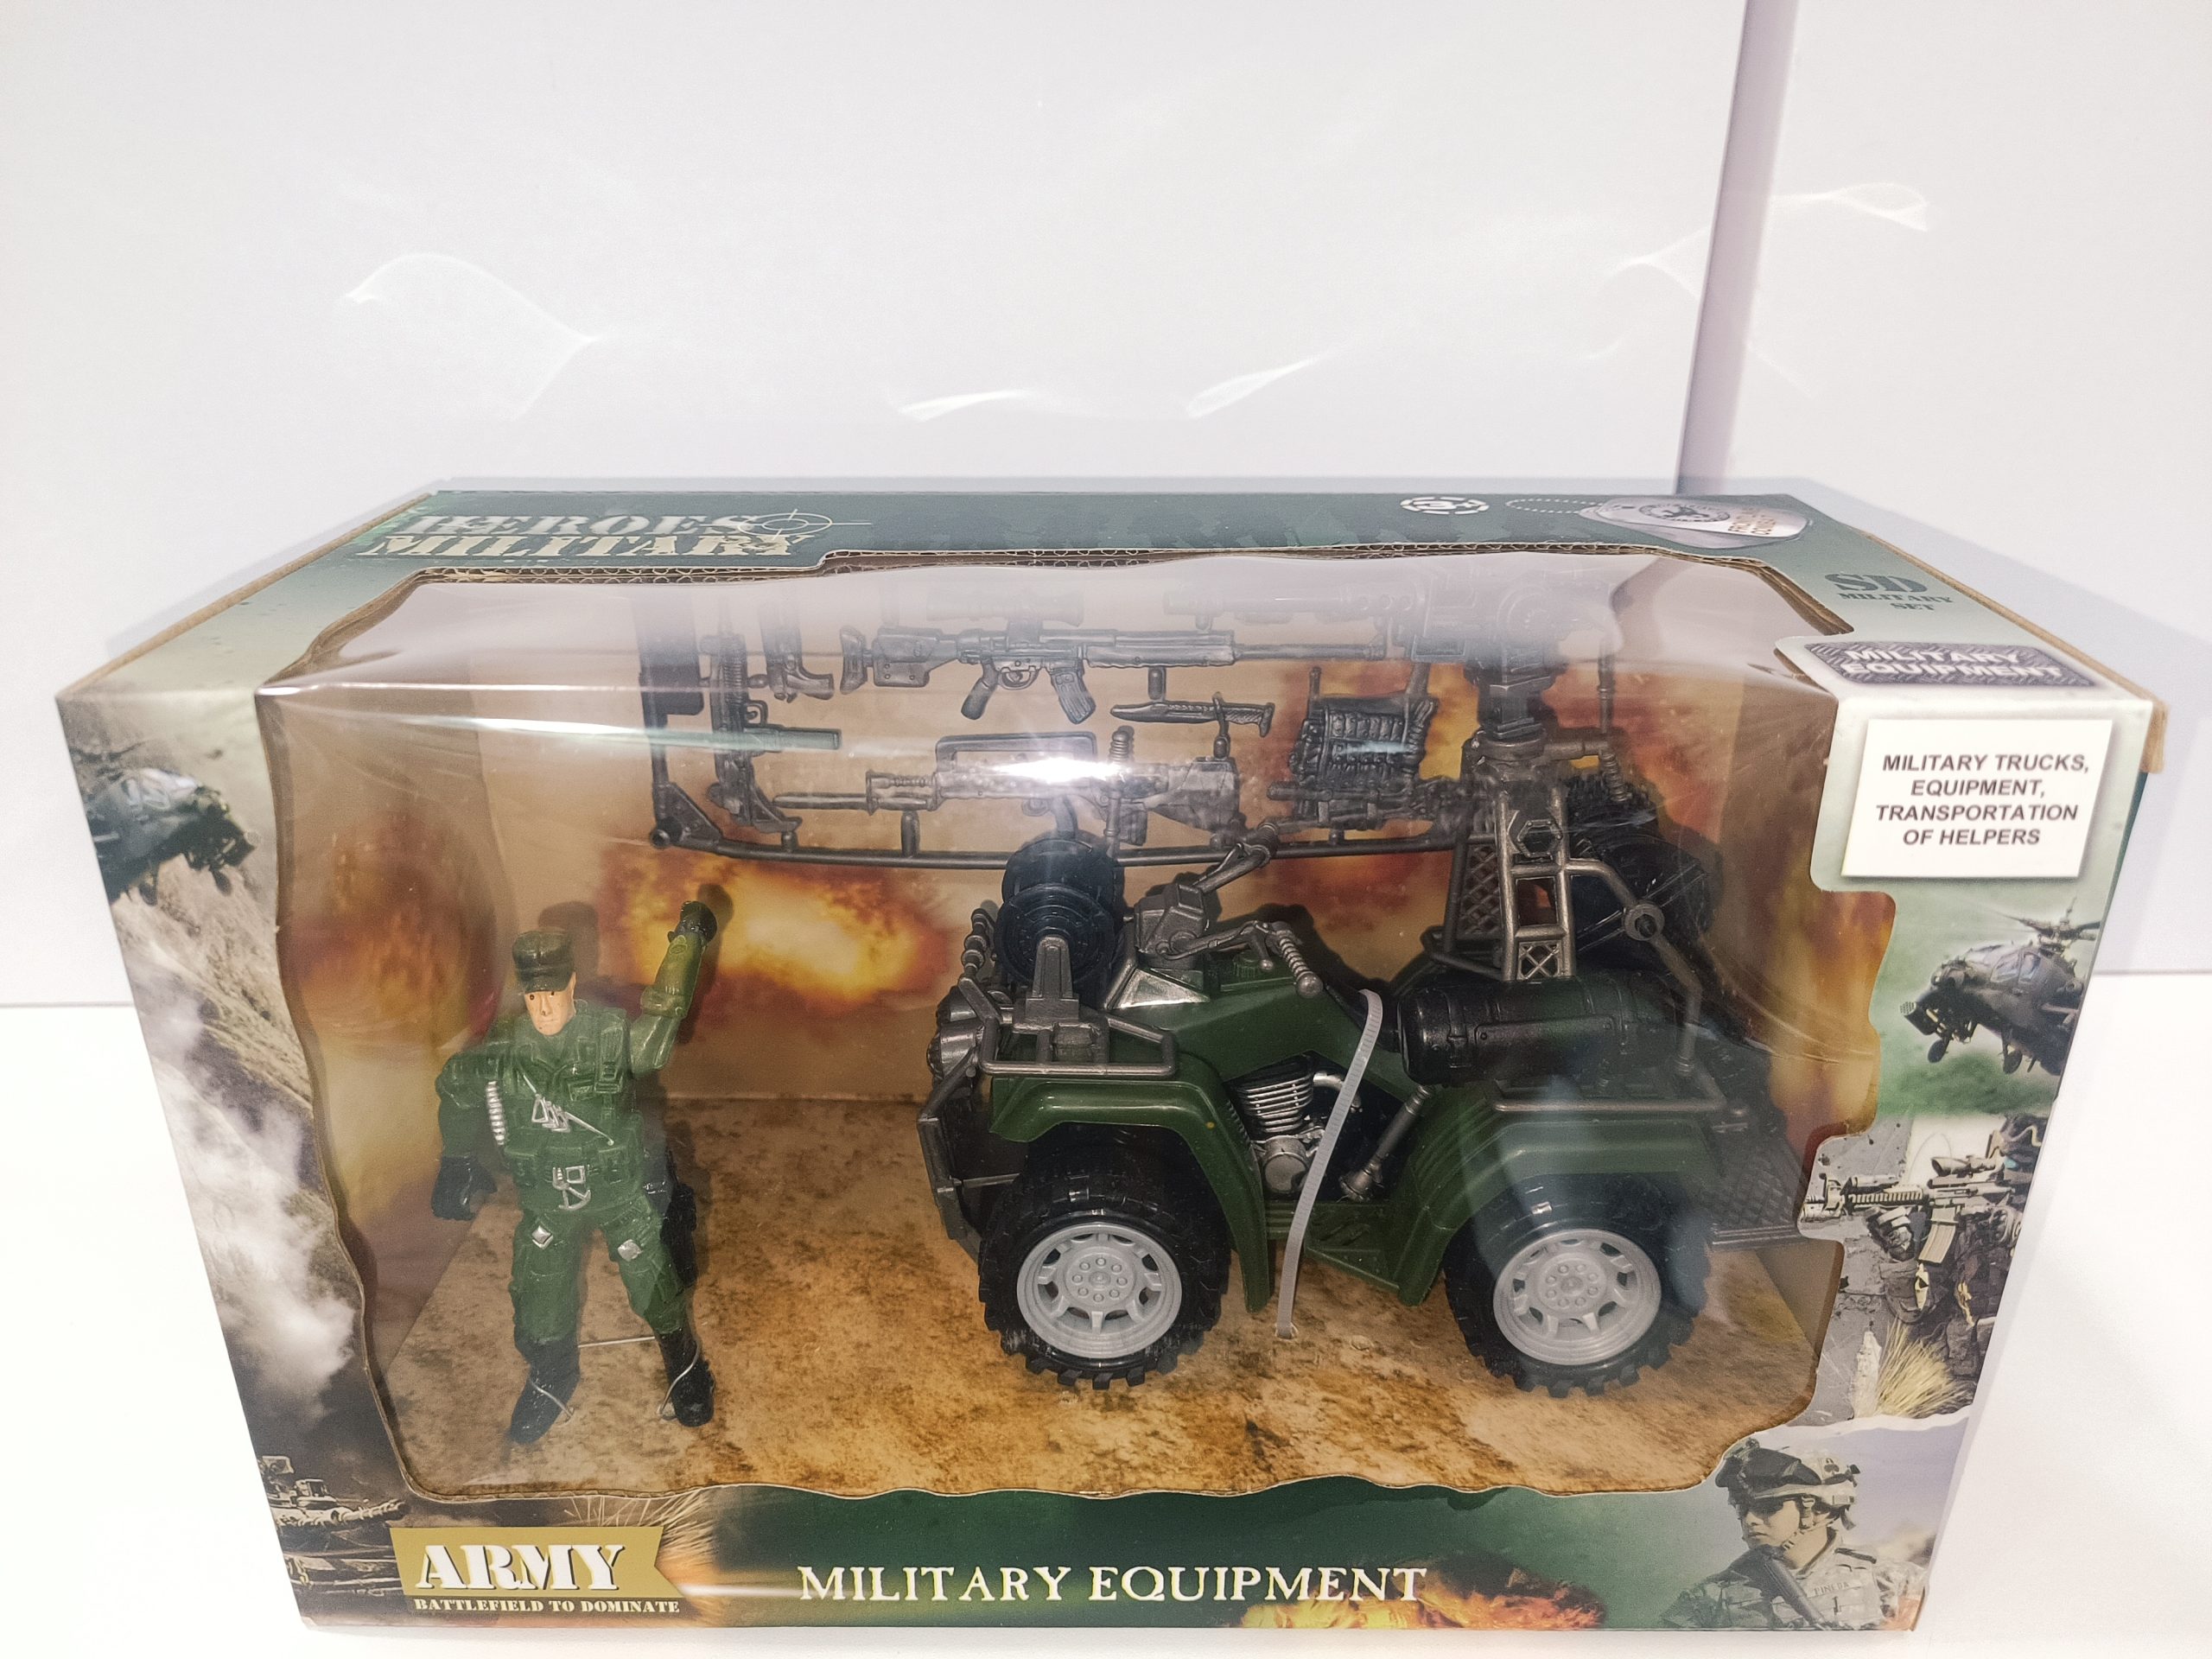 HEROES
MILITARY
SD
MILITARY
SET
MILITARY
EQUIPMENT
MILITARY TRUCKS,
EQUIPMENT,
TRANSPORTATION
OF HELPERS
ARMY
BATTLEFIELD TO DOMINATE
MILITARY EQUIPMENT